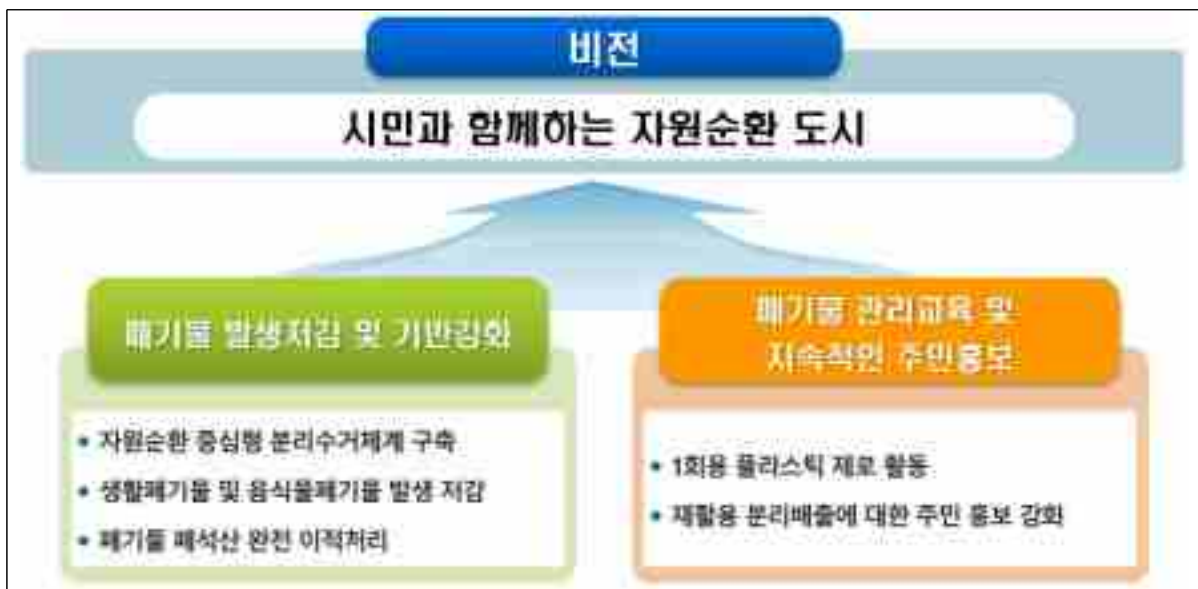 비전
시민과 함께하는 자원순환 도시
폐기물 발생저감 및 기반강화
• 자원순환 중심형 분리수거체계 구축
• 생활폐기물 및 음식물폐기물 발생 저감
• 폐기물 폐석산 완전 이적처리
폐기물 관리교육 및
지속적인 주민홍보
• 1회용 플라스틱 제로 활동
• 재활용 분리배출에 대한 주민 홍보 강화